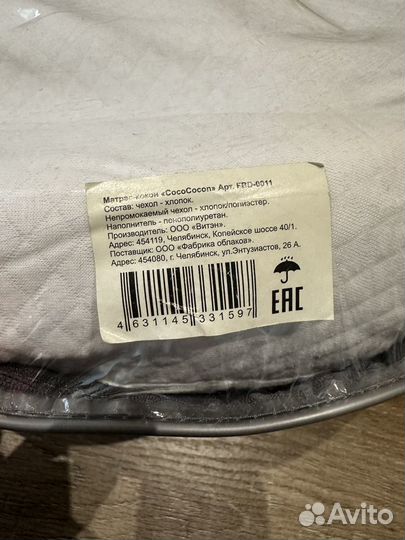 Матрас-кокон «CocoCocon» Арт. FBD-0011
Состав: чехол - хлопок.
Непромокаемый чехол - хлопок/полиэстер.
Наполнитель - пенополиуретан.
Производитель: ООО «Витэн».
Адрес: 454119, Челябинск, Копейское шоссе 40/1.
Поставщик: ООО «Фабрика облаков».
Адрес: 454080, г. Челябинск, ул.Энтузиастов, 26 А.
4 631145 331597
EAC
Avito